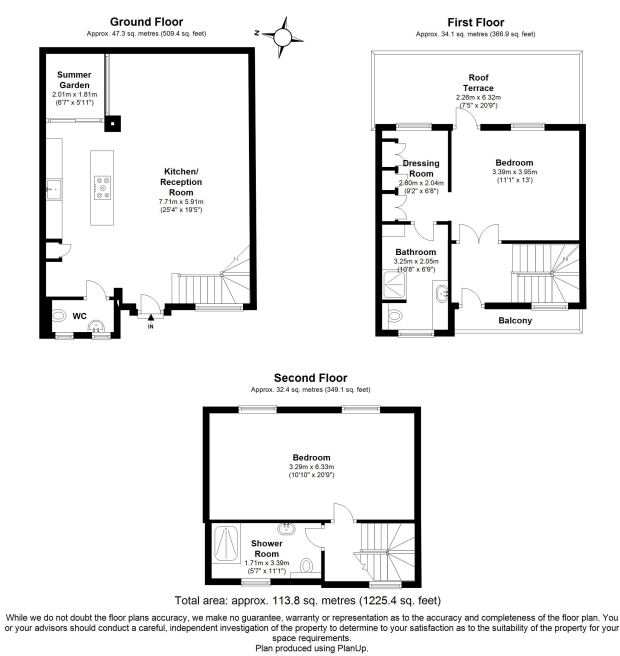 Ground Floor
Approx. 47.3 sq. metres (509.4 sq. feet)
N
Summer
Garden
2.01m x 1.81m
(6'7" x 5'11")
Kitchen/
Reception
Room
7.71m x 5.91m
(25'4" x 19'5")
WC
IN
First Floor
Approx. 34.1 sq. metres (366.9 sq. feet)
Roof
Terrace
2.26m x 6.32m
(7'5" x 20'9")
Dressing
Room
2.80m x 2.04m
(9'2" x 6'8")
Bedroom
3.39m x 3.95m
(11'1" x 13')
Bathroom
3.25m x 2.05m
(10'8" x 6'9")
Balcony
Second Floor
Approx. 32.4 sq. metres (349.1 sq. feet)
Bedroom
3.29m x 6.33m
(10'10" x 20'9")
Shower
Room
1.71m x 3.39m
(5'7" x 11'1")
Total area: approx. 113.8 sq. metres (1225.4 sq. feet)
While we do not doubt the floor plans accuracy, we make no guarantee, warranty or representation as to the accuracy and completeness of the floor plan. You
or your advisors should conduct a careful, independent investigation of the property to determine to your satisfaction as to the suitability of the property for your
space requirements.
Plan produced using PlanUp.